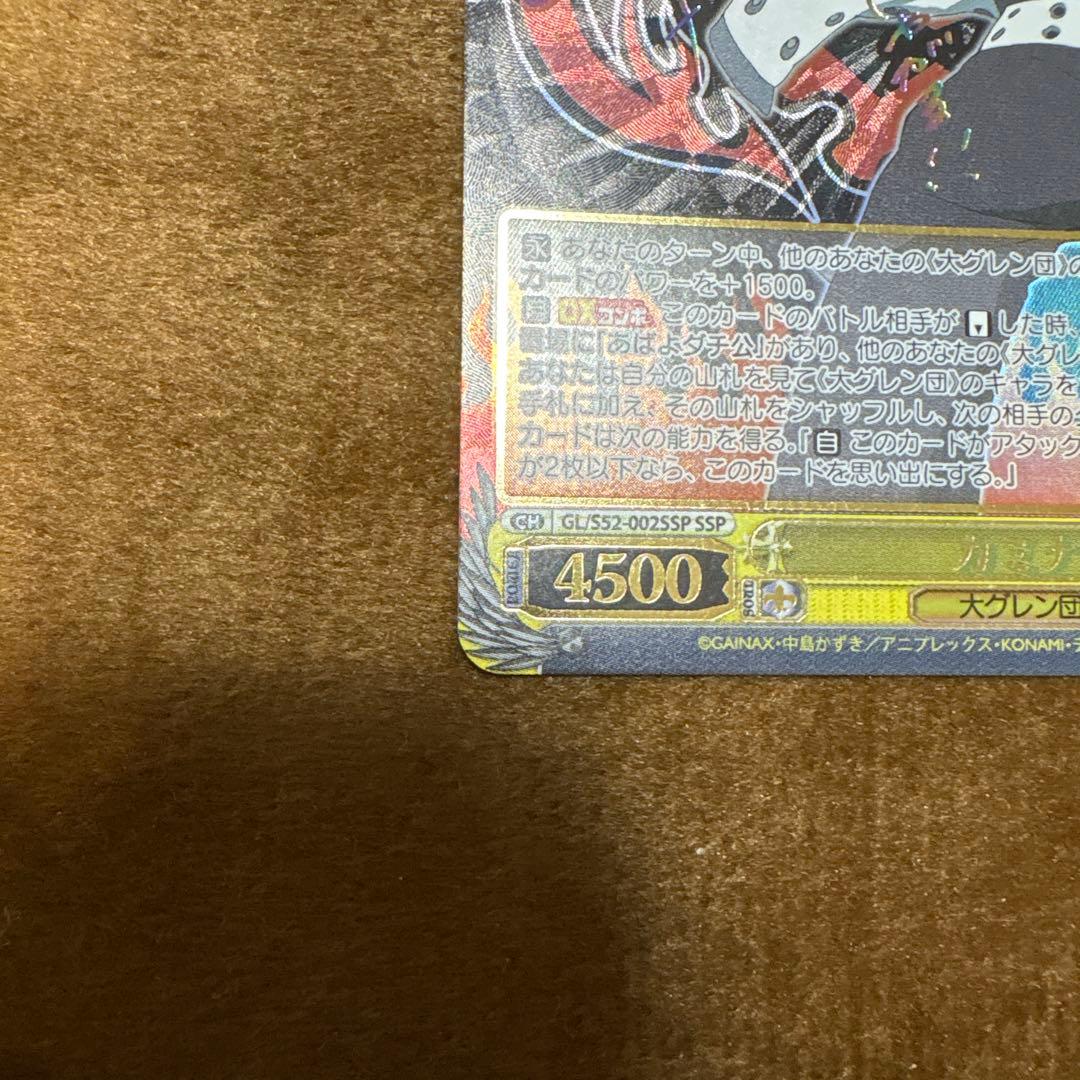 永 あなたのターン中、他のあなたの《大グレン団》の
カードのパワーを+1500。
自 CXコンボ このカードのバトル相手が した時、
置場に「あばよダチ公」があり、他のあなたの《大グレ
あなたは自分の山札を見て《大グレン団》のキャラを
手札に加え、その山札をシャッフルし、次の相手の
カードは次の能力を得る。「自 このカードがアタック
が2枚以下なら、このカードを思い出にする。」
CH GL/S52-002SSP SSP
カミナ
POWER 4500 SOUL
大グレン団
©GAINAX・中島かずき/アニプレックス・KONAMI・テ